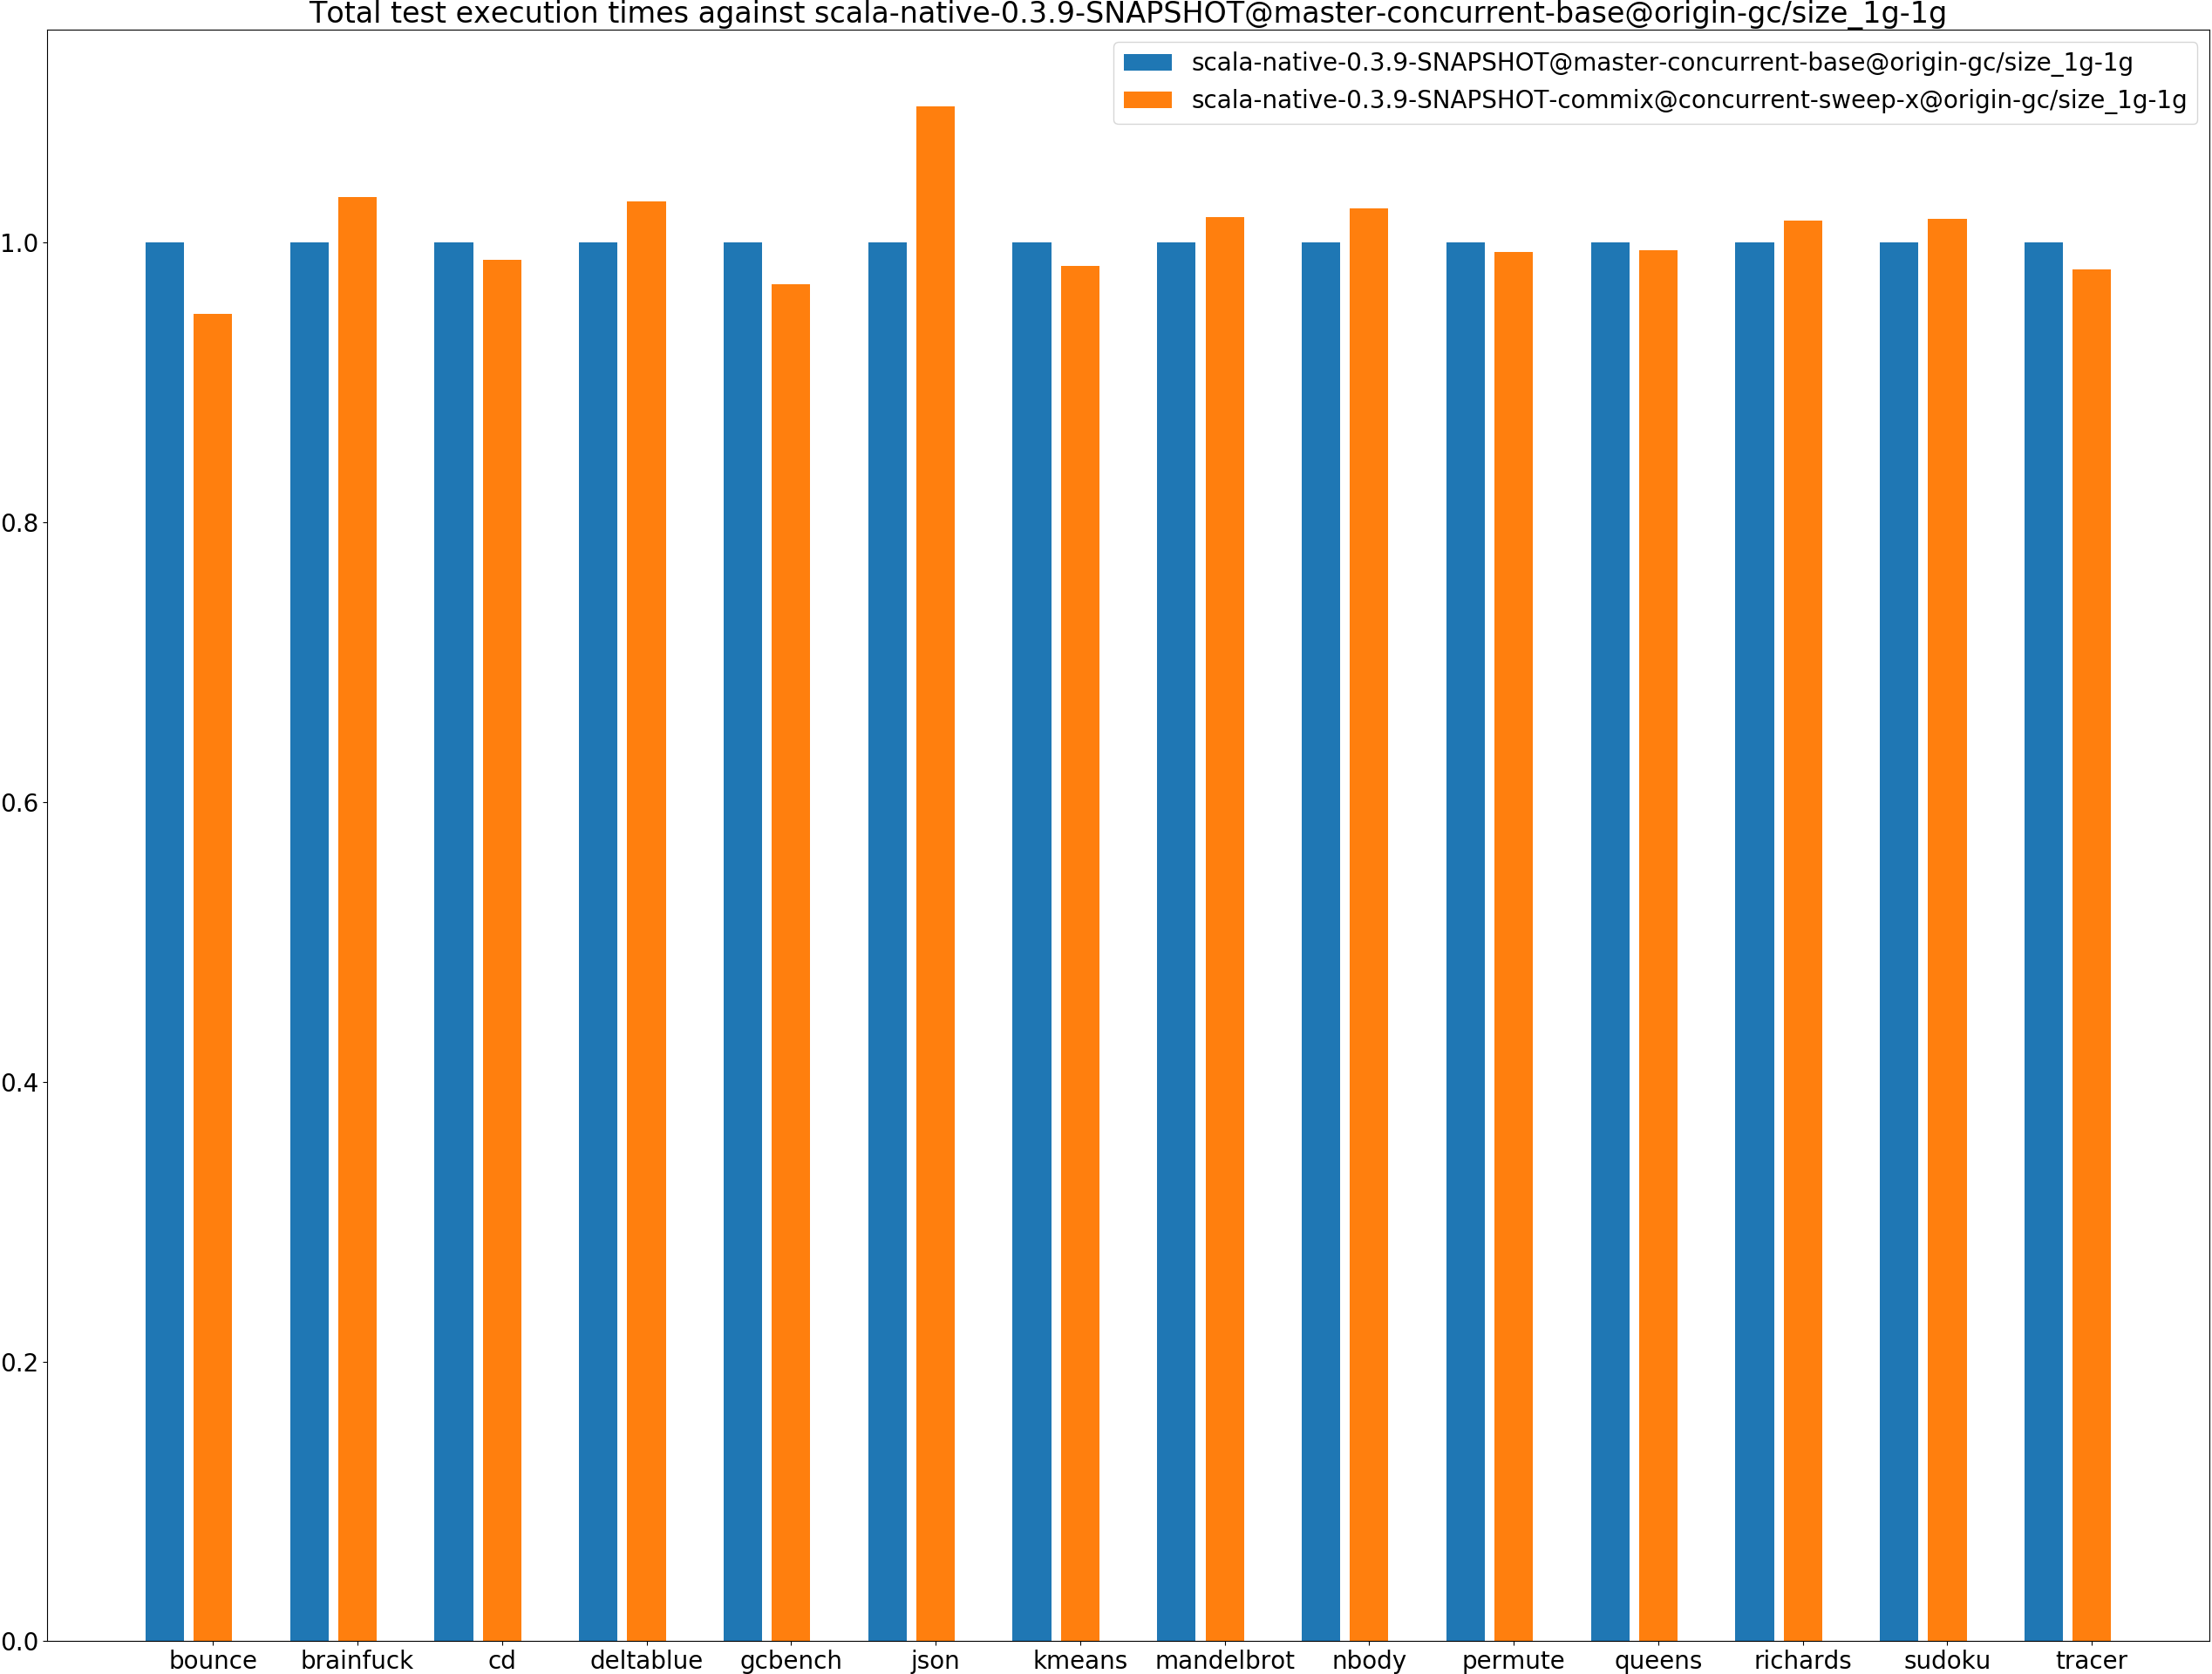 Total test execution times against scala-native-0.3.9-SNAPSHOT@master-concurrent-base@origin-gc/size_1g-1g
scala-native-0.3.9-SNAPSHOT@master-concurrent-base@origin-gc/size_1g-1g
scala-native-0.3.9-SNAPSHOT-commix@concurrent-sweep-x@origin-gc/size_1g-1g
1.0
0.8
0.6
0.4
0.2
0.0
bounce brainfuck cd deltablue gcbench json kmeans mandelbrot nbody permute queens richards sudoku tracer